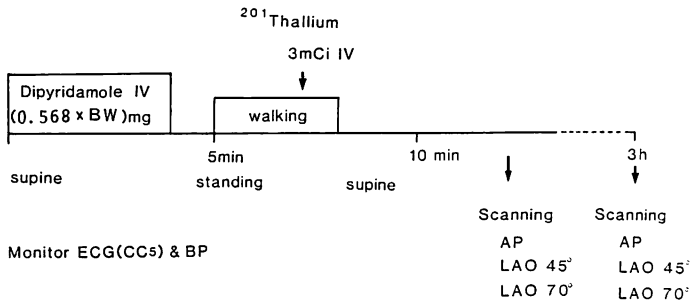 ²⁰¹Thallium
3mCi IV
Dipyridamole IV
(0.568 × BW)mg
walking
5min
10 min
3h
supine
standing
supine
Scanning
AP
LAO 45°
LAO 70°
Scanning
AP
LAO 45°
LAO 70°
Monitor ECG(CC5) & BP